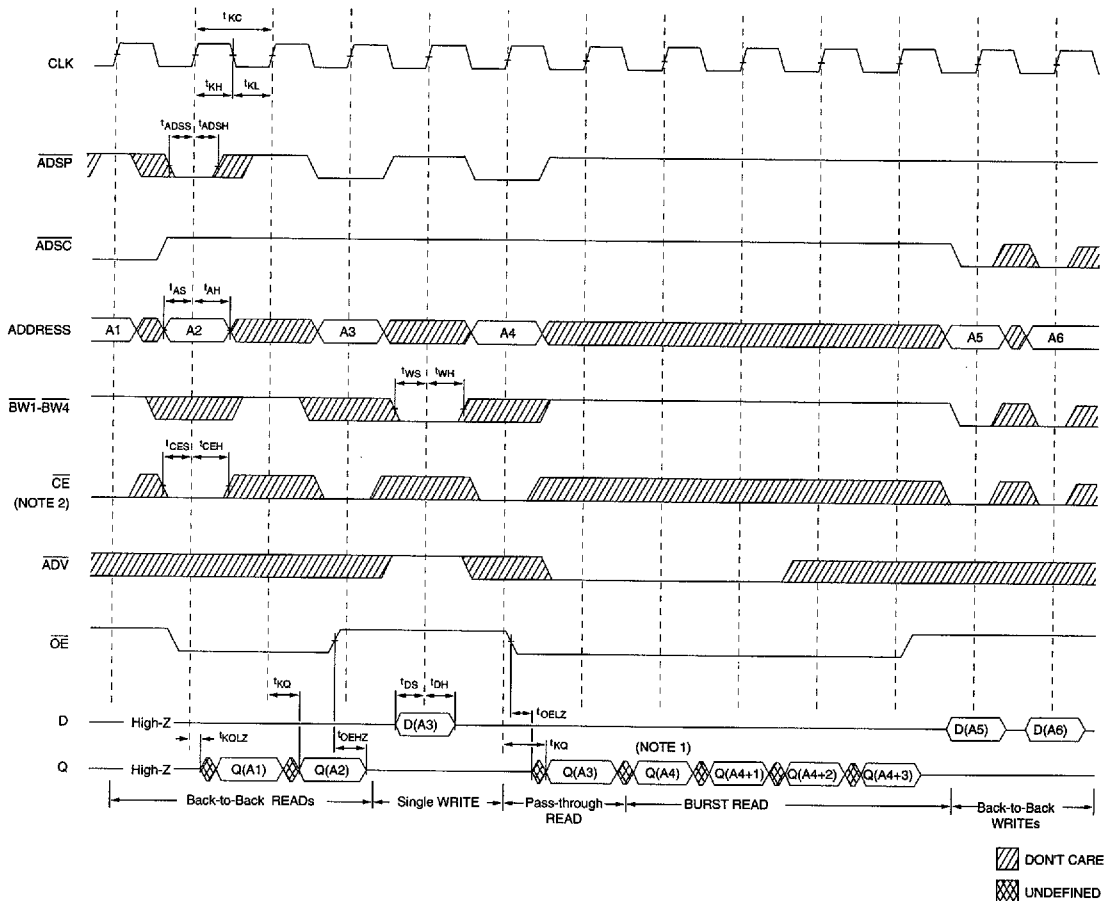 tKC
CLK
tKH tKL
tADSS tADSH
ADSP
ADSC
tAS tAH
ADDRESS A1 A2 A3 A4 A5 A6
tWS tWH
BW1-BW4
tCES tCEH
CE
(NOTE 2)
ADV
OE
tKQ tDS tDH tOELZ
D High-Z D(A3) D(A5) D(A6)
tKQLZ tOEHZ tKQ (NOTE 1)
Q High-Z Q(A1) Q(A2) Q(A3) Q(A4) Q(A4+1) Q(A4+2) Q(A4+3)
Back-to-Back READs Single WRITE Pass-through READ BURST READ Back-to-Back WRITEs
DON'T CARE
UNDEFINED